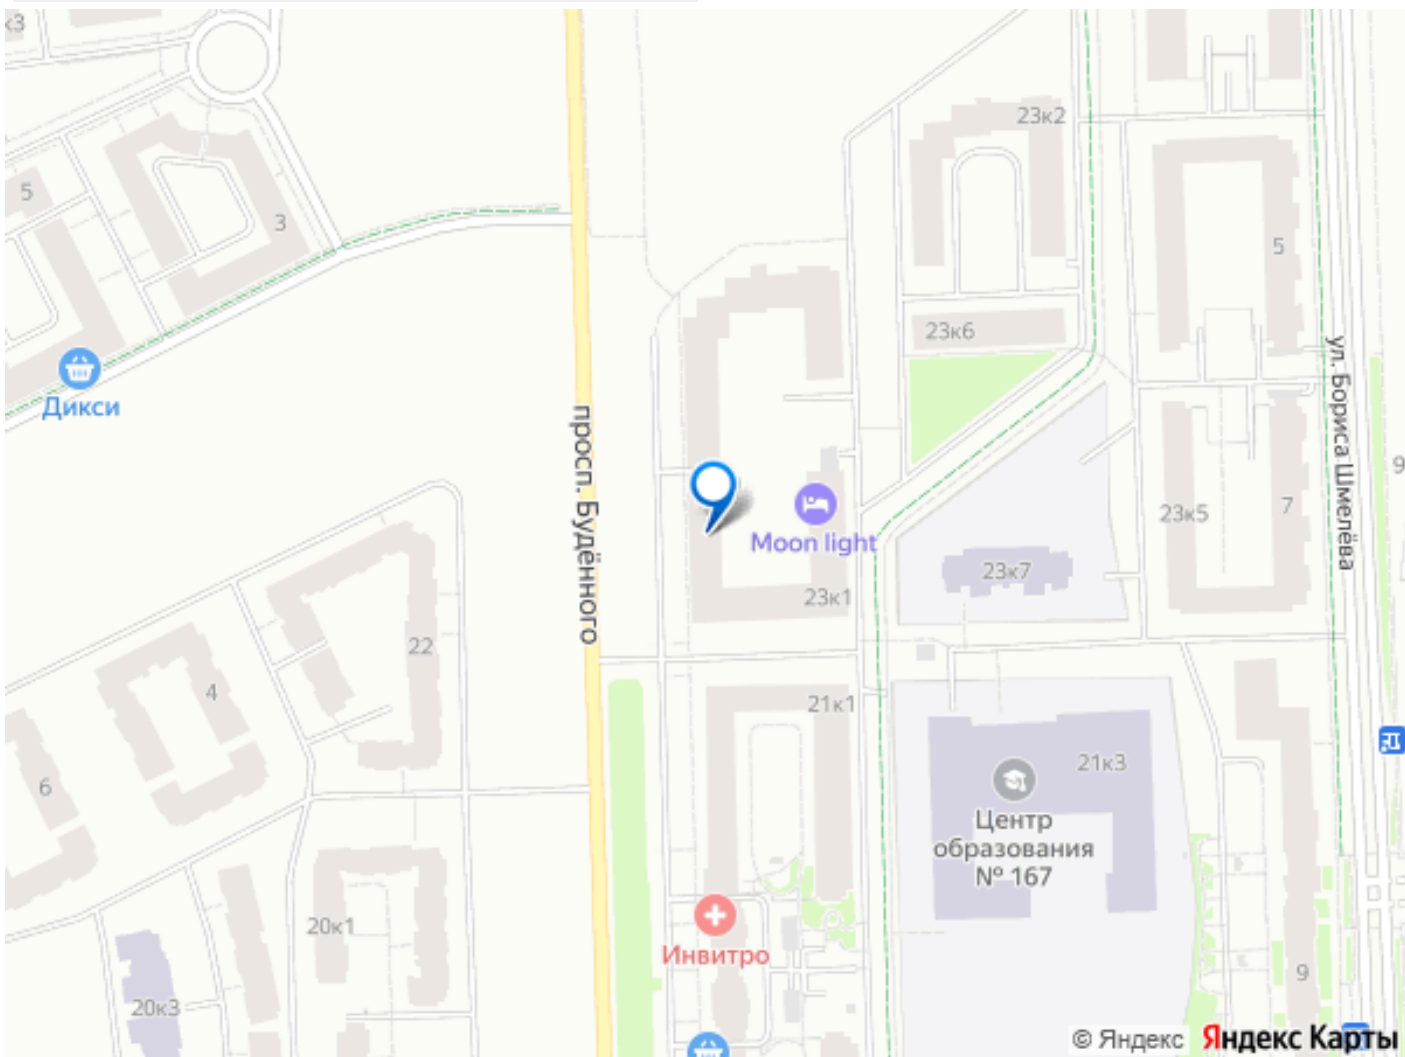 к3
23к2
5
3
5
23к6
ул. Бориса Шмелёва
Дикси
просп. Будённого
9
23к5
7
Moon light
23к7
23к1
22
4
21к1
6
21к3
Центр
образования
№ 167
20к1
Инвитро
9
20к3
© Яндекс Яндекс Карты